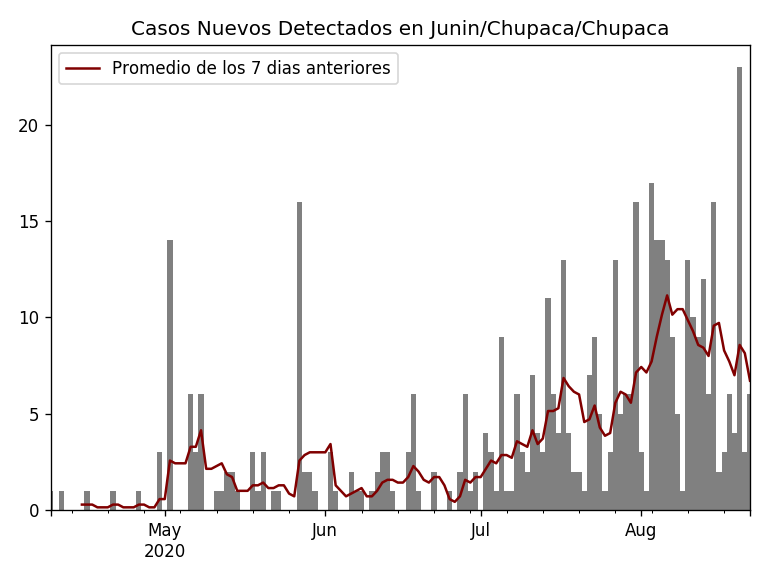 Casos Nuevos Detectados en Junin/Chupaca/Chupaca
Promedio de los 7 dias anteriores
20
15
10
5
0
May Jun Jul Aug
2020